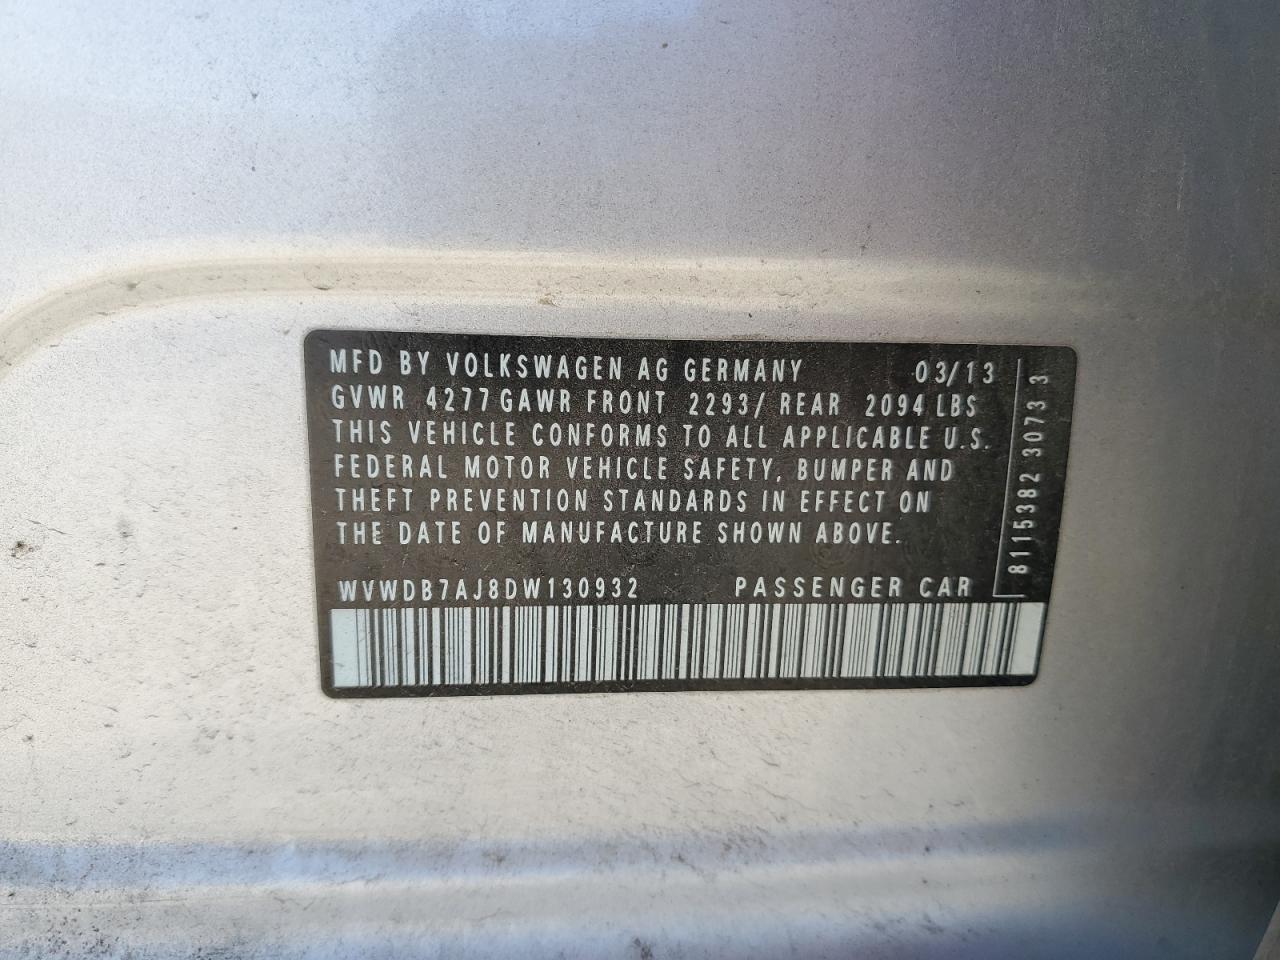 MFD BY VOLKSWAGEN AG GERMANY 03/13
GVWR 4277 GAWR FRONT 2293/ REAR 2094 LBS
THIS VEHICLE CONFORMS TO ALL APPLICABLE U.S.
FEDERAL MOTOR VEHICLE SAFETY, BUMPER AND
THEFT PREVENTION STANDARDS IN EFFECT ON
THE DATE OF MANUFACTURE SHOWN ABOVE.
WVWDB7AJ8DW130932 PASSENGER CAR
8115382 3073 3